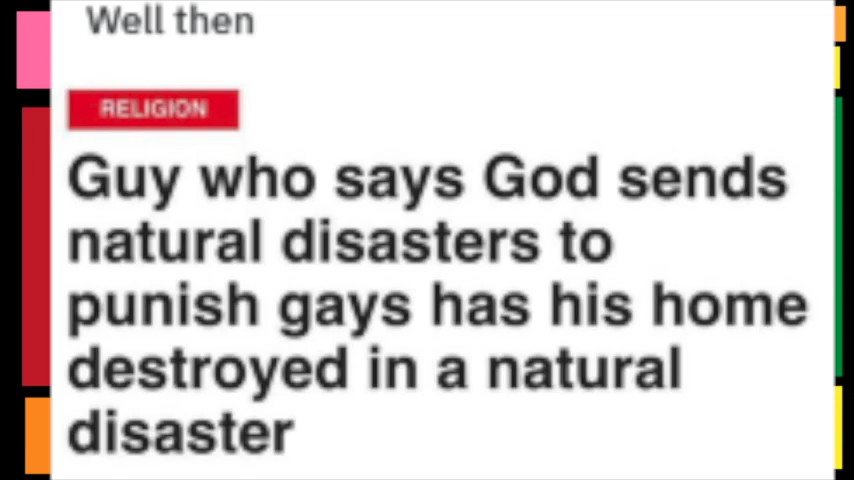 Well then
RELIGION
Guy who says God sends
natural disasters to
punish gays has his home
destroyed in a natural
disaster